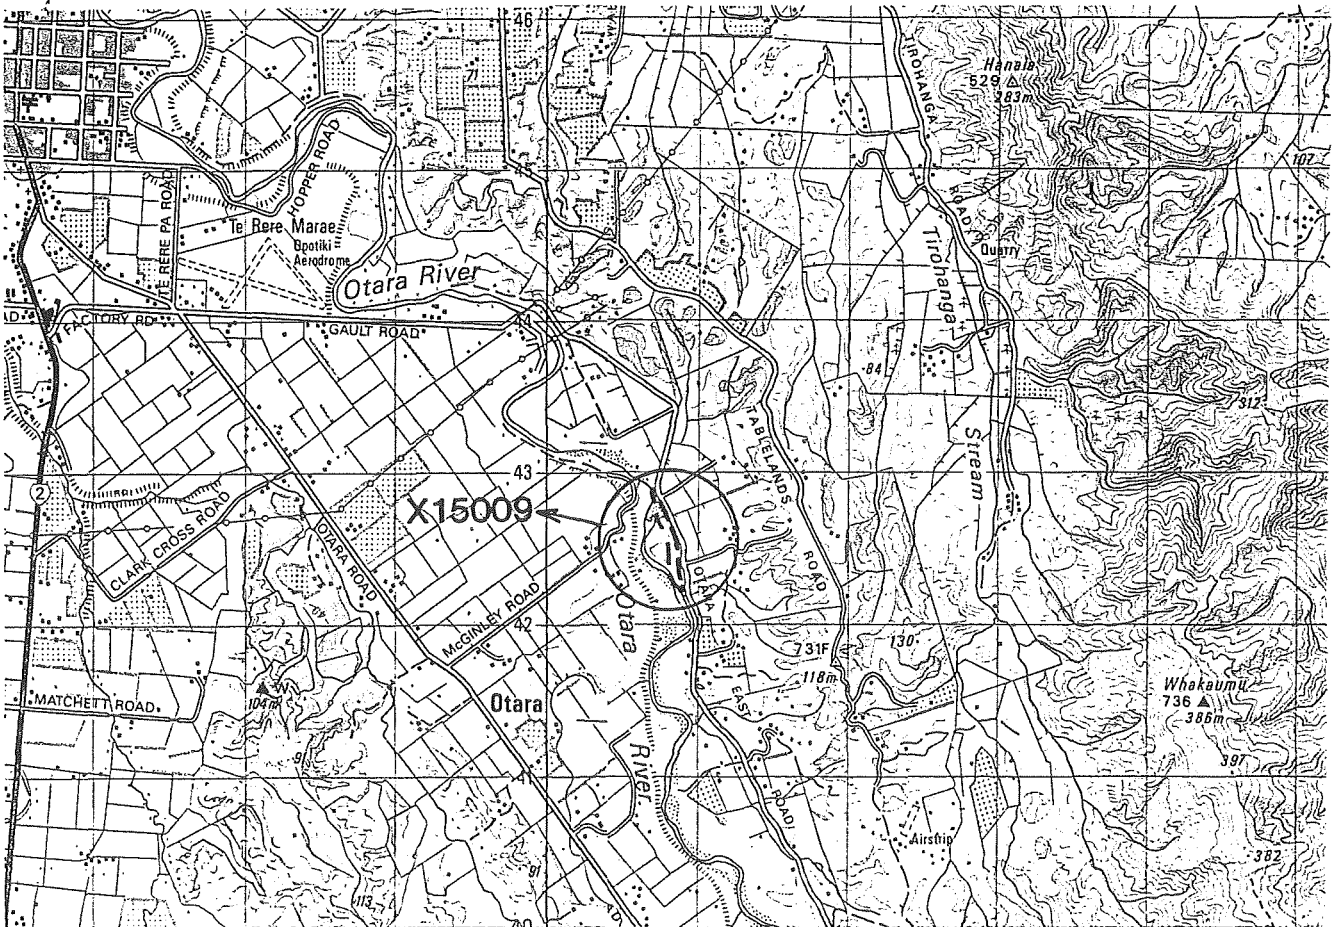 46
71
TIROHANGA
ROAD
Hanaia
529
383m
107
45
HOPPER ROAD
TE RERE PA ROAD
Te Rere Marae
Opotiki
Aerodrome
Otara River
Tirohanga
Stream
Quarry
FACTORY RD
GAULT ROAD
44
84
312
TABLELANDS
ROAD
43
2
X15009
CLARK CROSS ROAD
OTARA ROAD
McGINLEY ROAD
Otara
River
OTARA
EAST
ROAD
42
731F
118m
130
Whakaumu
736
386m
104m
MATCHETT ROAD
Otara
397
41
Airstrip
382
91
113